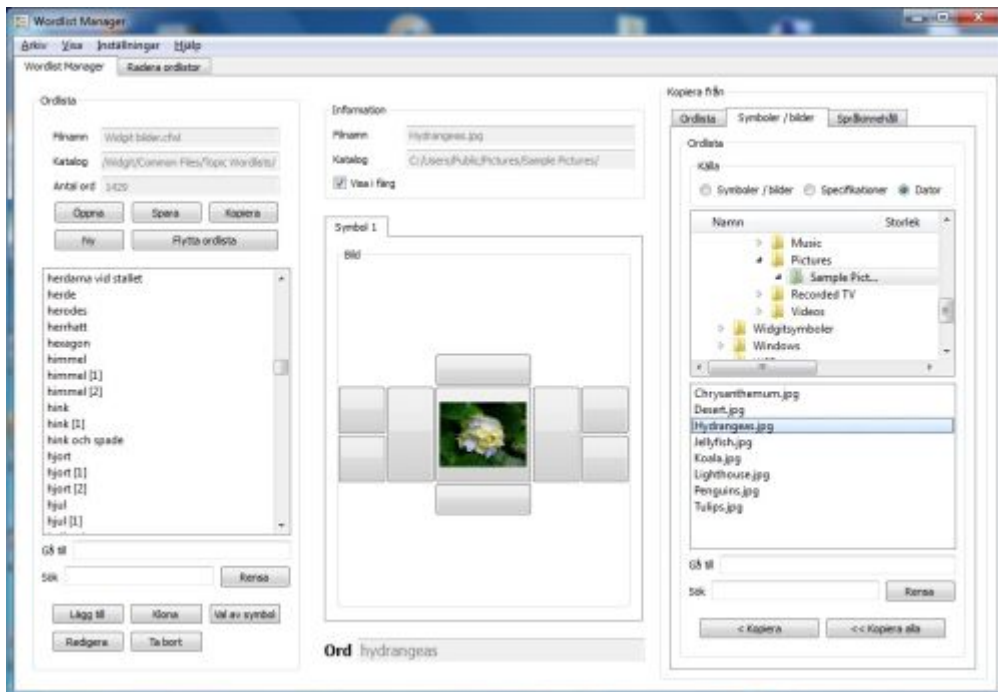 Wordlist Manager
Arkiv Visa Inställningar Hjälp
Wordlist Manager Radera ordlistor
Ordlista
Filnamn Widgit bilder.cfwl
Katalog /Widgit/Common Files/Topic Wordlists/
Antal ord 1429
Öppna Spara Kopiera
Ny Flytta ordlista
herdarna vid stallet
herde
herodes
herrhatt
hexagon
himmel
himmel [1]
himmel [2]
hink
hink [1]
hink och spade
hjort
hjort [1]
hjort [2]
hjul
hjul [1]
Gå till
Sök Rensa
Lägg till Klona Val av symbol
Redigera Ta bort
Information
Filnamn Hydrangeas.jpg
Katalog C:/Users/Public/Pictures/Sample Pictures/
Visa i färg
Symbol 1
Bild
Ord hydrangeas
Kopiera från
Ordlista Symboler / bilder Språkinnehåll
Ordlista
Källa
Symboler / bilder Specifikationer Dator
Namn Storlek
Music
Pictures
Sample Pict...
Recorded TV
Videos
Widgitsymboler
Windows
Chrysanthemum.jpg
Desert.jpg
Hydrangeas.jpg
Jellyfish.jpg
Koala.jpg
Lighthouse.jpg
Penguins.jpg
Tulips.jpg
Gå till
Sök Rensa
< Kopiera << Kopiera alla